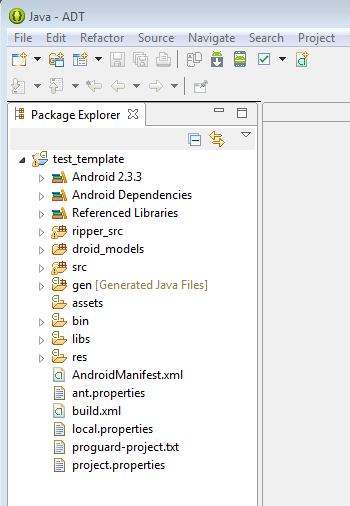 Java - ADT
File Edit Refactor Source Navigate Search Project
Package Explorer
test_template
Android 2.3.3
Android Dependencies
Referenced Libraries
ripper_src
droid_models
src
gen [Generated Java Files]
assets
bin
libs
res
AndroidManifest.xml
ant.properties
build.xml
local.properties
proguard-project.txt
project.properties